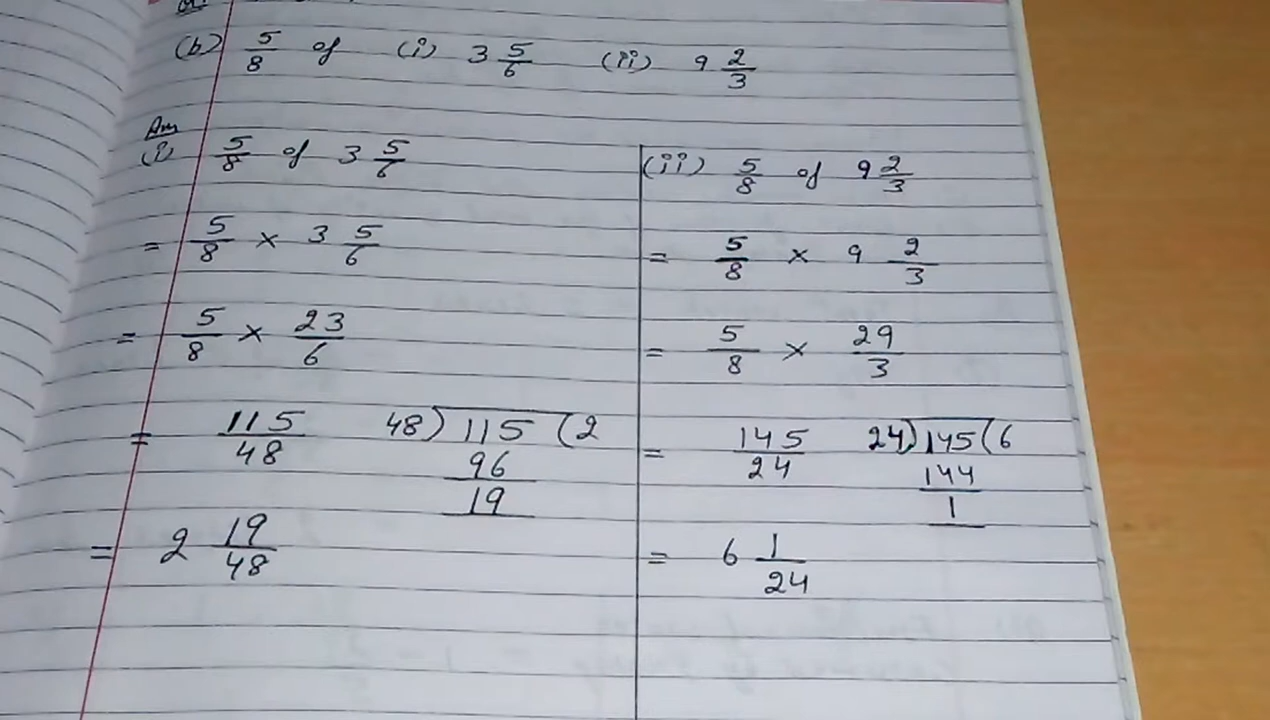 (b) 5/8 of (i) 3 5/6 (ii) 9 2/3
Ans
(i) 5/8 of 3 5/6
= 5/8 × 3 5/6
= 5/8 × 23/6
= 115/48 48) 115 (2
96
19
= 2 19/48
(ii) 5/8 of 9 2/3
= 5/8 × 9 2/3
= 5/8 × 29/3
= 145/24 24) 145 (6
144
1
= 6 1/24